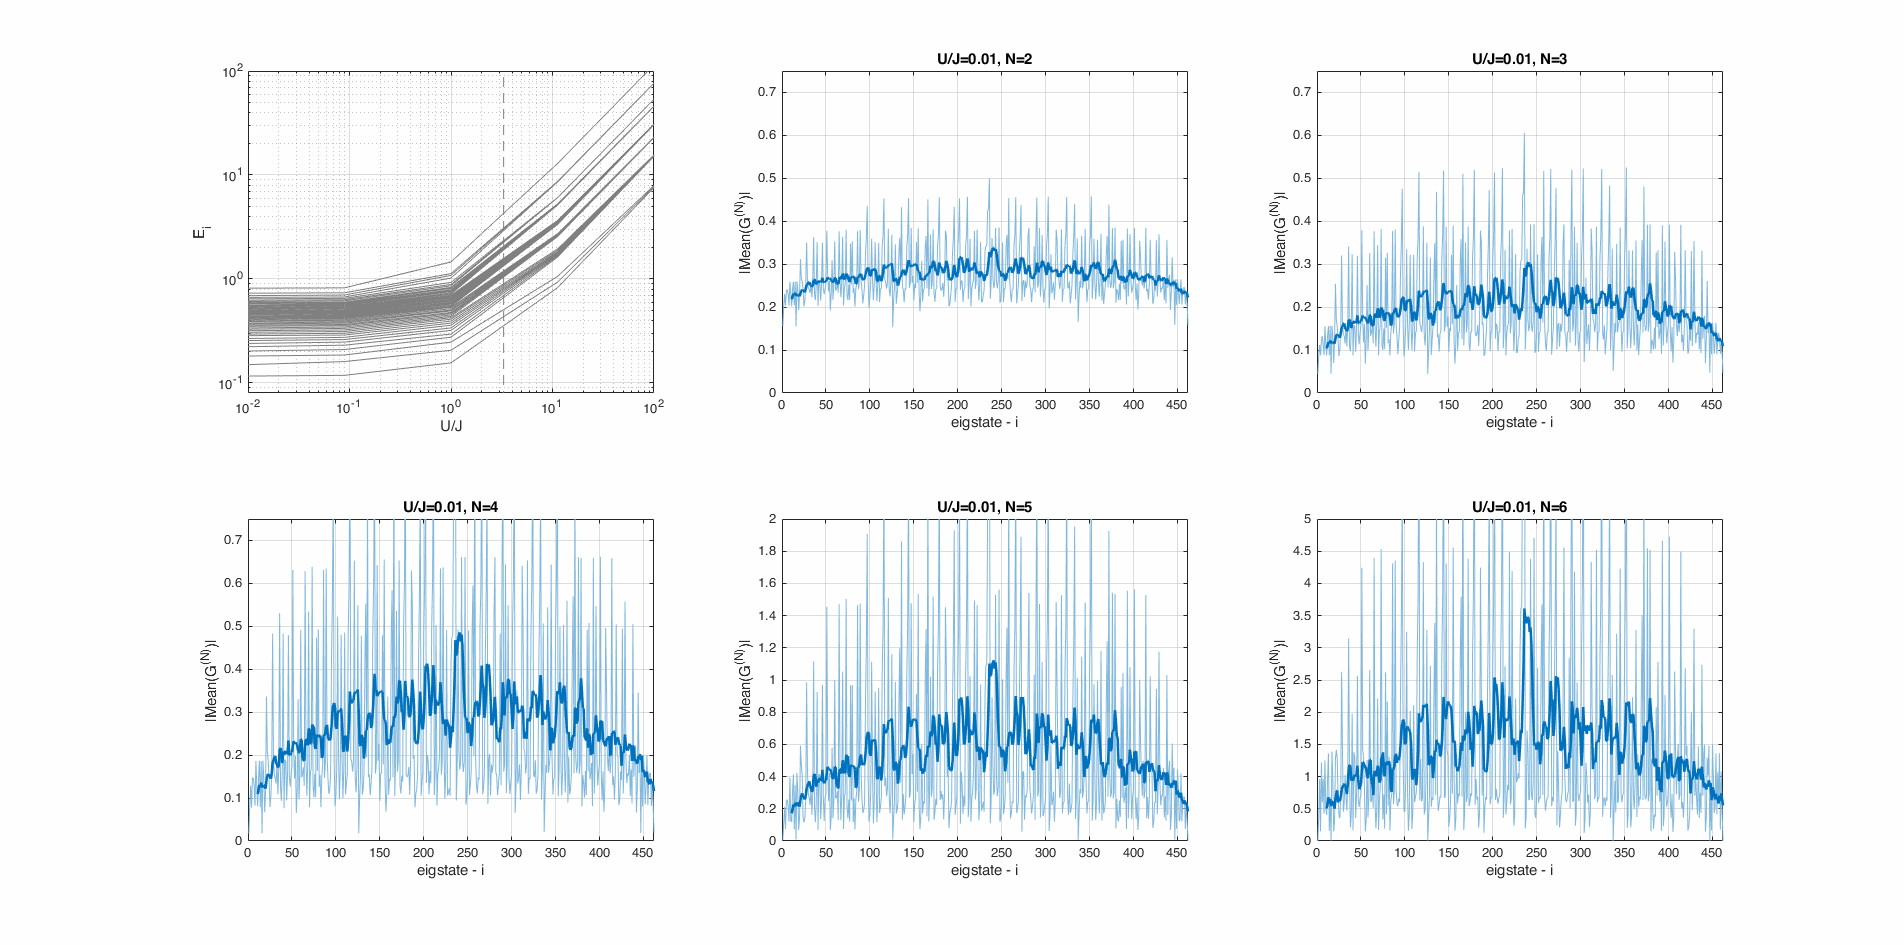 10^2
10^1
10^0
10^-1
E_i
10^-2 10^-1 10^0 10^1 10^2
U/J
U/J=0.01, N=2
0.7
0.6
0.5
0.4
0.3
0.2
0.1
0
|Mean(G^(N))|
0 50 100 150 200 250 300 350 400 450
eigstate - i
U/J=0.01, N=3
0.7
0.6
0.5
0.4
0.3
0.2
0.1
0
|Mean(G^(N))|
0 50 100 150 200 250 300 350 400 450
eigstate - i
U/J=0.01, N=4
0.7
0.6
0.5
0.4
0.3
0.2
0.1
0
|Mean(G^(N))|
0 50 100 150 200 250 300 350 400 450
eigstate - i
U/J=0.01, N=5
2
1.8
1.6
1.4
1.2
1
0.8
0.6
0.4
0.2
0
|Mean(G^(N))|
0 50 100 150 200 250 300 350 400 450
eigstate - i
U/J=0.01, N=6
5
4.5
4
3.5
3
2.5
2
1.5
1
0.5
0
|Mean(G^(N))|
0 50 100 150 200 250 300 350 400 450
eigstate - i